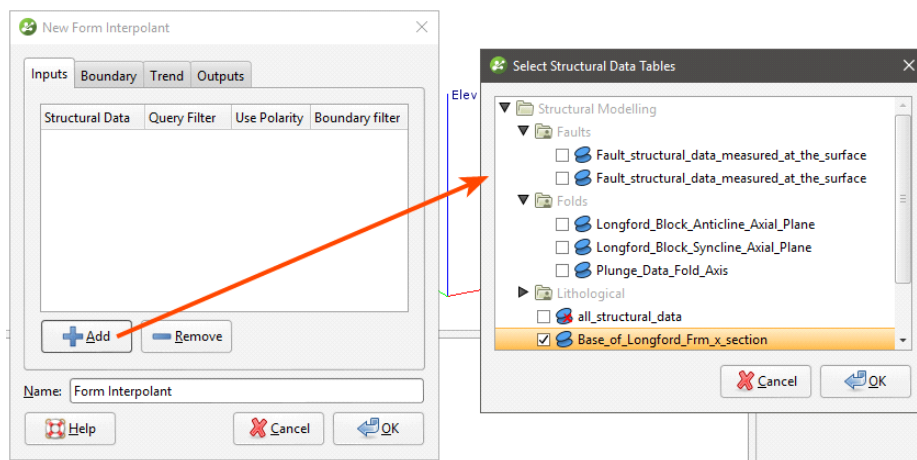 New Form Interpolant
Inputs Boundary Trend Outputs
Structural Data Query Filter Use Polarity Boundary filter
Add Remove
Name: Form Interpolant
Help Cancel OK
Elev
Select Structural Data Tables
Structural Modelling
Faults
Fault_structural_data_measured_at_the_surface
Fault_structural_data_measured_at_the_surface
Folds
Longford_Block_Anticline_Axial_Plane
Longford_Block_Syncline_Axial_Plane
Plunge_Data_Fold_Axis
Lithological
all_structural_data
Base_of_Longford_Frm_x_section
Cancel OK